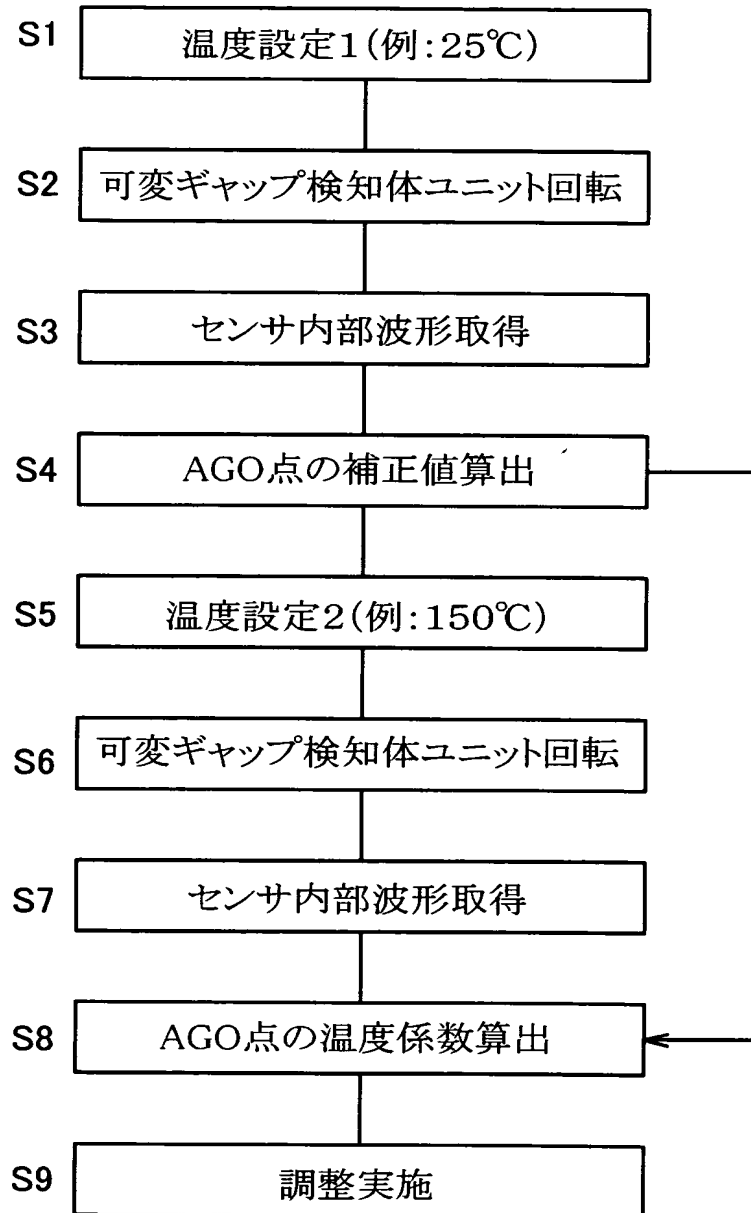 S1 温度設定1(例:25℃)
S2 可変ギャップ検知体ユニット回転
S3 センサ内部波形取得
S4 AGO点の補正値算出
S5 温度設定2(例:150℃)
S6 可変ギャップ検知体ユニット回転
S7 センサ内部波形取得
S8 AGO点の温度係数算出
S9 調整実施